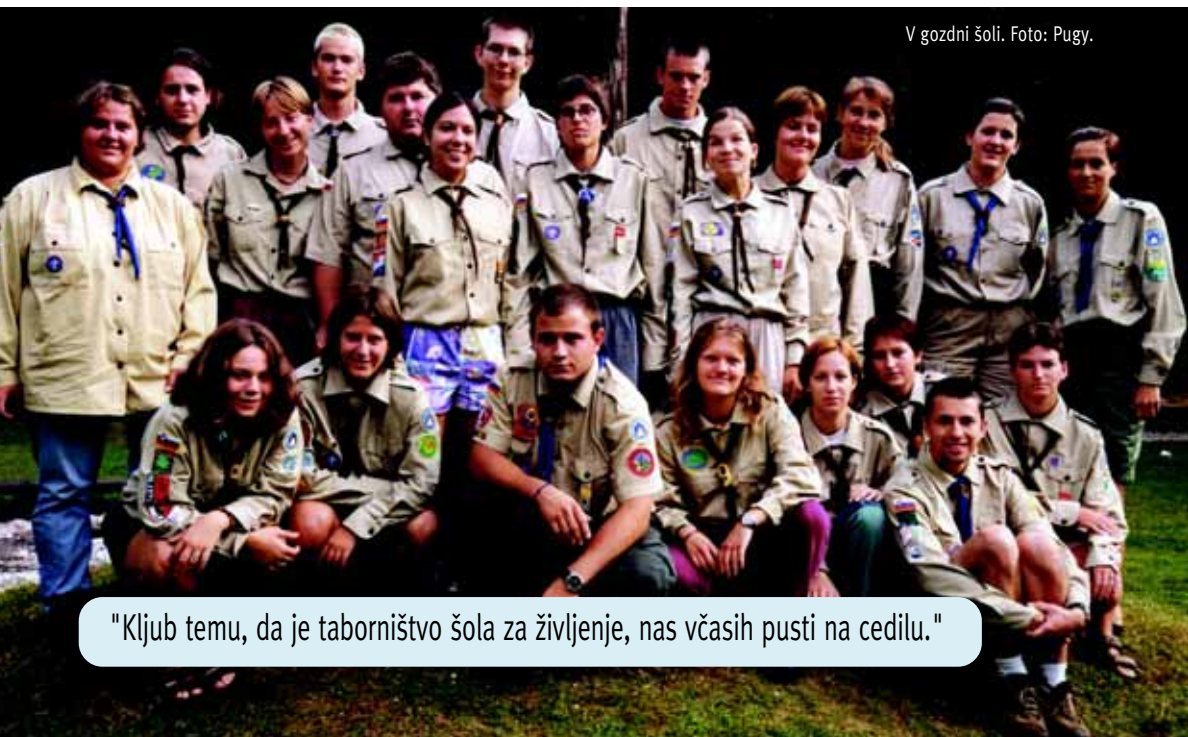 V gozdni šoli. Foto: Pugy.
"Kljub temu, da je taborništvo šola za življenje, nas včasih pusti na cedilu."